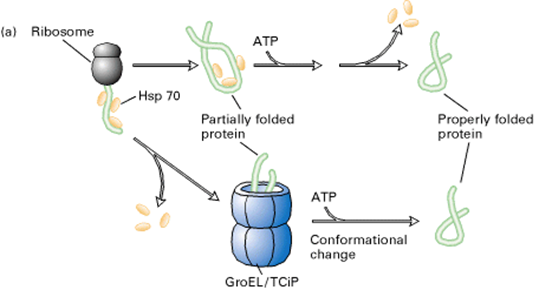 (a) Ribosome
ATP
Hsp 70
Partially folded
protein
Properly folded
protein
ATP
Conformational
change
GroEL/TCiP